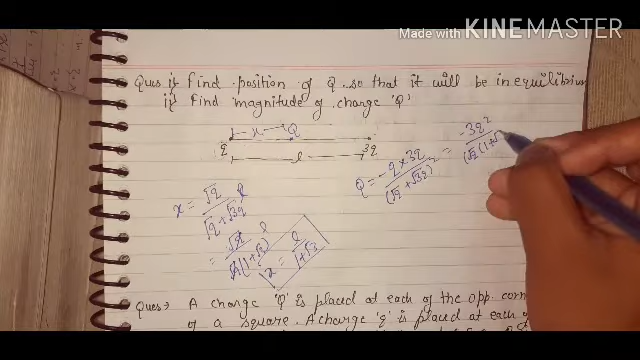 Made with KINEMASTER
Ques i) find position of Q so that it will be in equilibrium
ii) Find magnitude of charge 'Q'
x Q
q l 3q
x = √q / (√q + √3q) l
= √q / (√q (1+√3)) l
x = l / (1+√3)
Q = -q × 3q / (√q + √3q)² = -3q² / (√q (1+√
Ques:→ A charge 'Q' is placed at each of the opp. corn
of a square. A charge 'q' is placed at each o